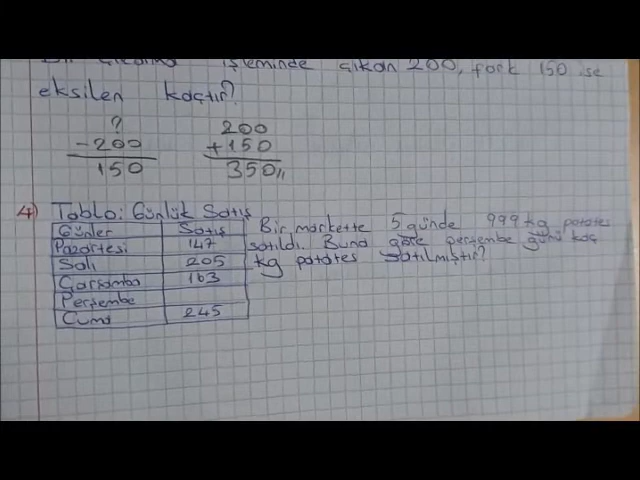 işleminde çıkan 200, fark 150 ise
eksilen kaçtır?
?
-200
150
200
+150
350,,
4) Tablo: Günlük Satış
Günler Satış
Pazartesi 147
Salı 205
Çarşamba 163
Perşembe
Cuma 245
Bir markette 5 günde 999 kg patates
satıldı. Buna göre perşembe günü kaç
kg patates satılmıştır?